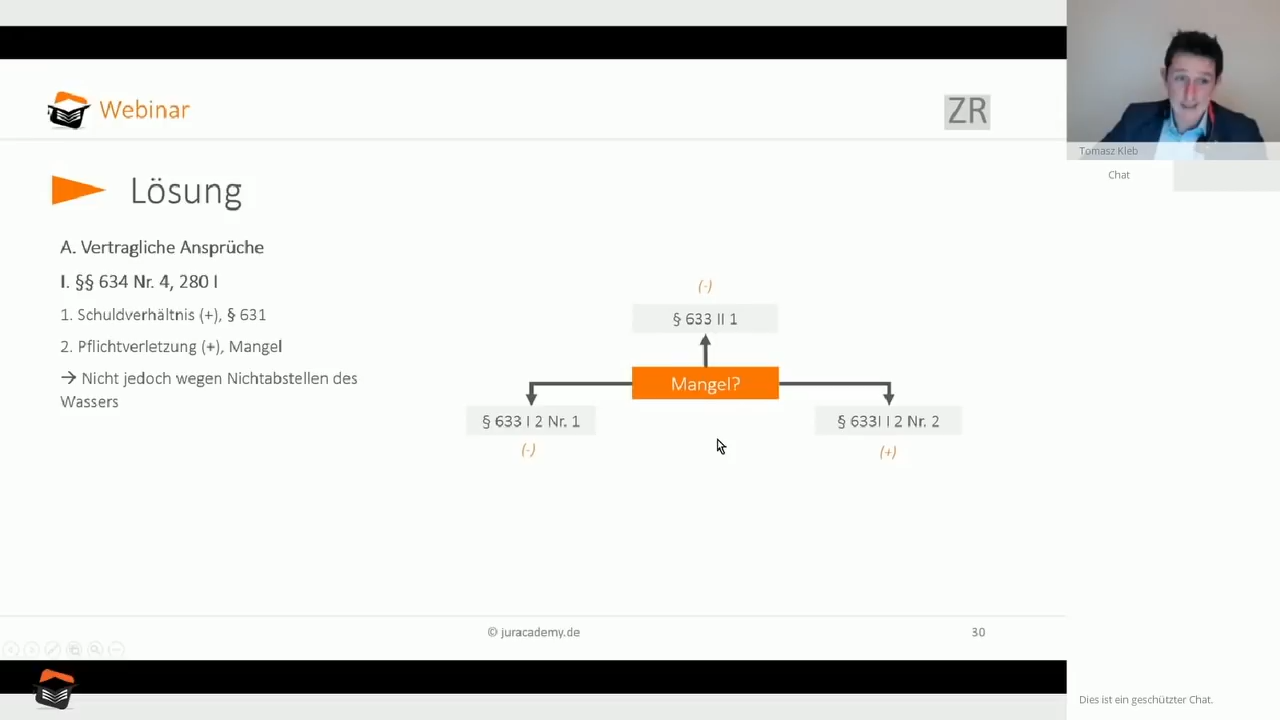 Webinar
ZR
Tomasz Kleb
Chat
Lösung
A. Vertragliche Ansprüche
I. §§ 634 Nr. 4, 280 I
1. Schuldverhältnis (+), § 631
2. Pflichtverletzung (+), Mangel
→ Nicht jedoch wegen Nichtabstellen des
Wassers
(-)
§ 633 II 1
Mangel?
§ 633 I 2 Nr. 1
§ 633I I 2 Nr. 2
(-)
(+)
© juracademy.de
30
Dies ist ein geschützter Chat.